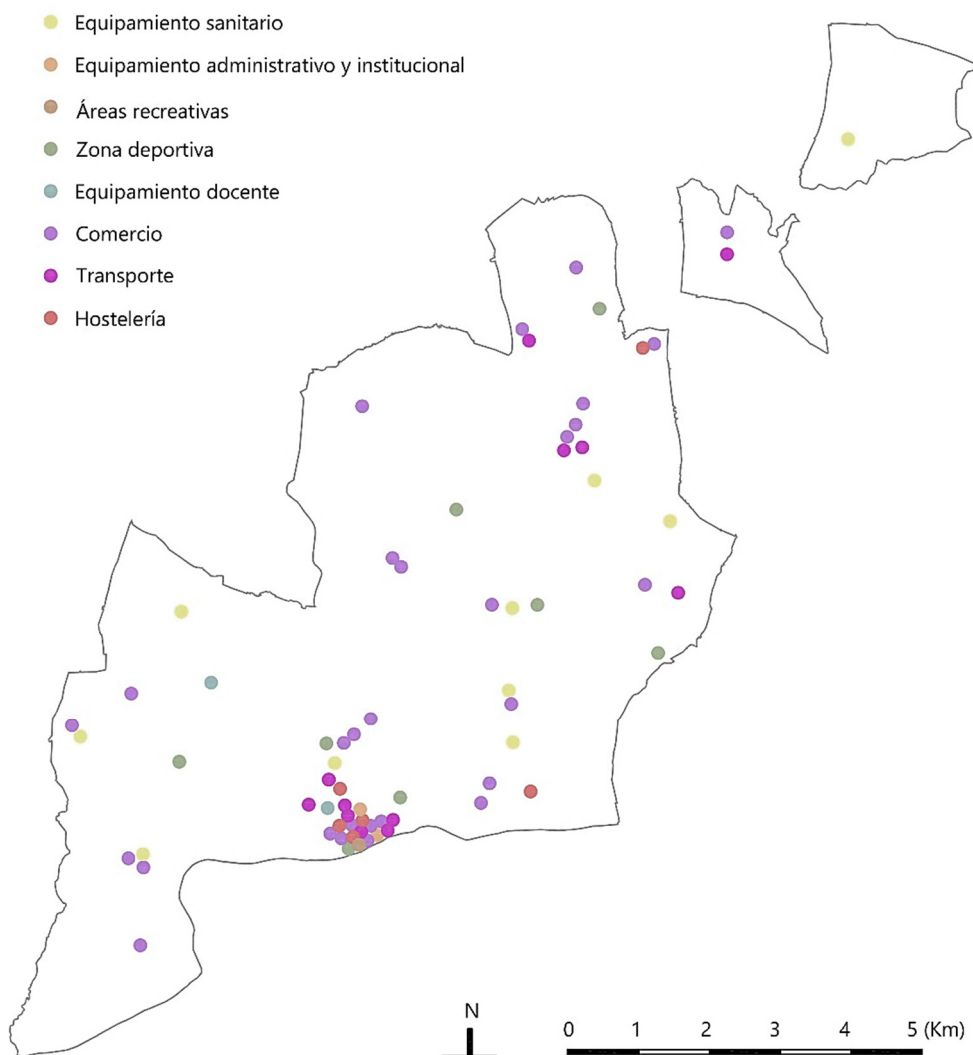 Equipamiento sanitario
Equipamiento administrativo y institucional
Áreas recreativas
Zona deportiva
Equipamiento docente
Comercio
Transporte
Hostelería
N
0 1 2 3 4 5 (Km)